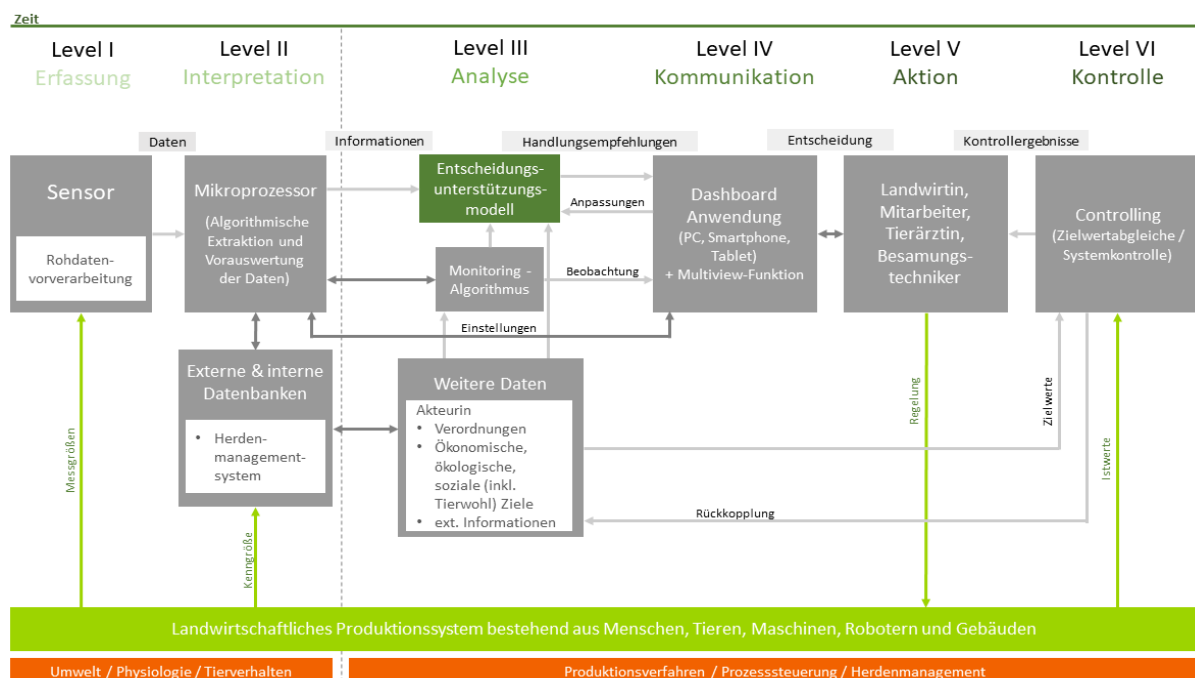 Zeit
Level I
Erfassung
Level II
Interpretation
Level III
Analyse
Level IV
Kommunikation
Level V
Aktion
Level VI
Kontrolle
Daten
Informationen
Handlungsempfehlungen
Entscheidung
Kontrollergebnisse
Sensor
Rohdaten-
vorverarbeitung
Mikroprozessor
(Algorithmische
Extraktion und
Vorauswertung
der Daten)
Entscheidungs-
unterstützungs-
modell
Anpassungen
Monitoring -
Algorithmus
Beobachtung
Einstellungen
Dashboard
Anwendung
(PC, Smartphone,
Tablet)
+ Multiview-Funktion
Landwirtin,
Mitarbeiter,
Tierärztin,
Besamungs-
techniker
Controlling
(Zielwertabgleiche /
Systemkontrolle)
Externe & interne
Datenbanken
• Herden-
management-
system
Weitere Daten
Akteurin
• Verordnungen
• Ökonomische,
ökologische,
soziale (inkl.
Tierwohl) Ziele
• ext. Informationen
Messgrößen
Kenngröße
Regelung
Zielwerte
Istwerte
Rückkopplung
Landwirtschaftliches Produktionssystem bestehend aus Menschen, Tieren, Maschinen, Robotern und Gebäuden
Umwelt / Physiologie / Tierverhalten
Produktionsverfahren / Prozesssteuerung / Herdenmanagement